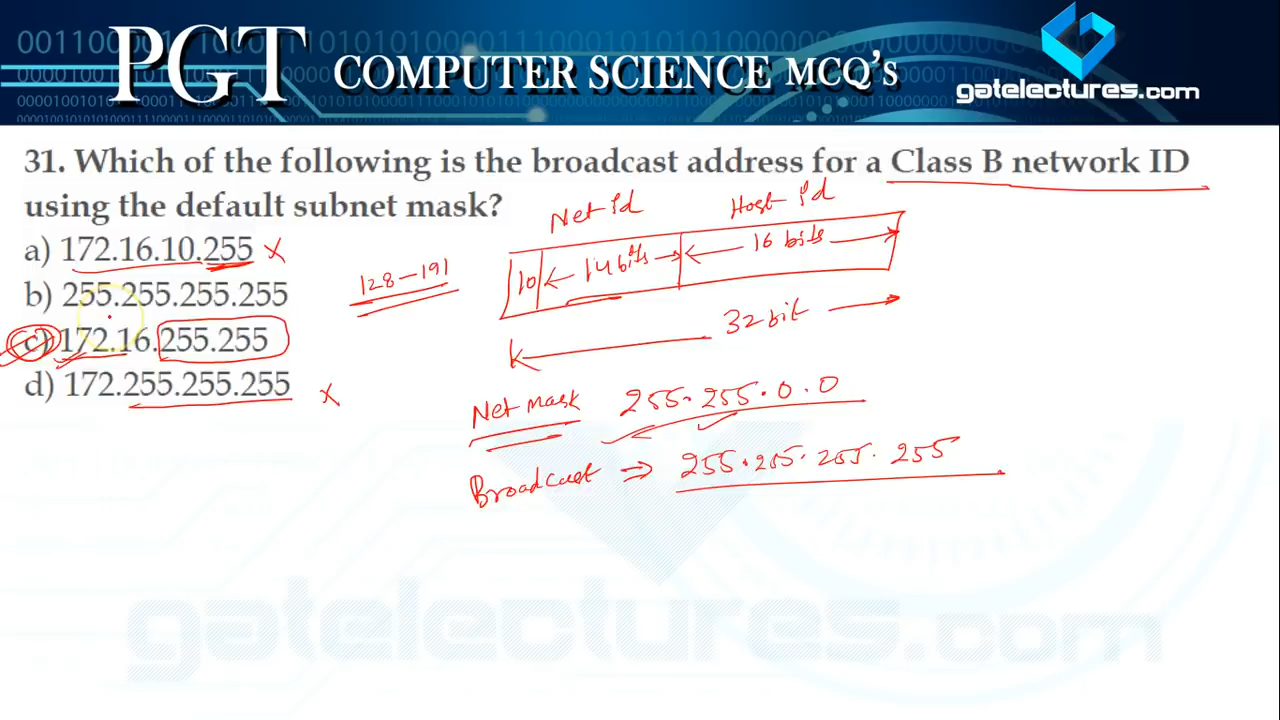 PGT COMPUTER SCIENCE MCQ's
gatelectures.com
31. Which of the following is the broadcast address for a Class B network ID
using the default subnet mask?
Net Id Host Id
a) 172.16.10.255 X
10 14 bits 16 bits
128-191
b) 255.255.255.255
c) 172.16.255.255
32 bit
d) 172.255.255.255 X
Net mask 255.255.0.0
Broadcast ⇒ 255.255.255.255
gatelectures.com